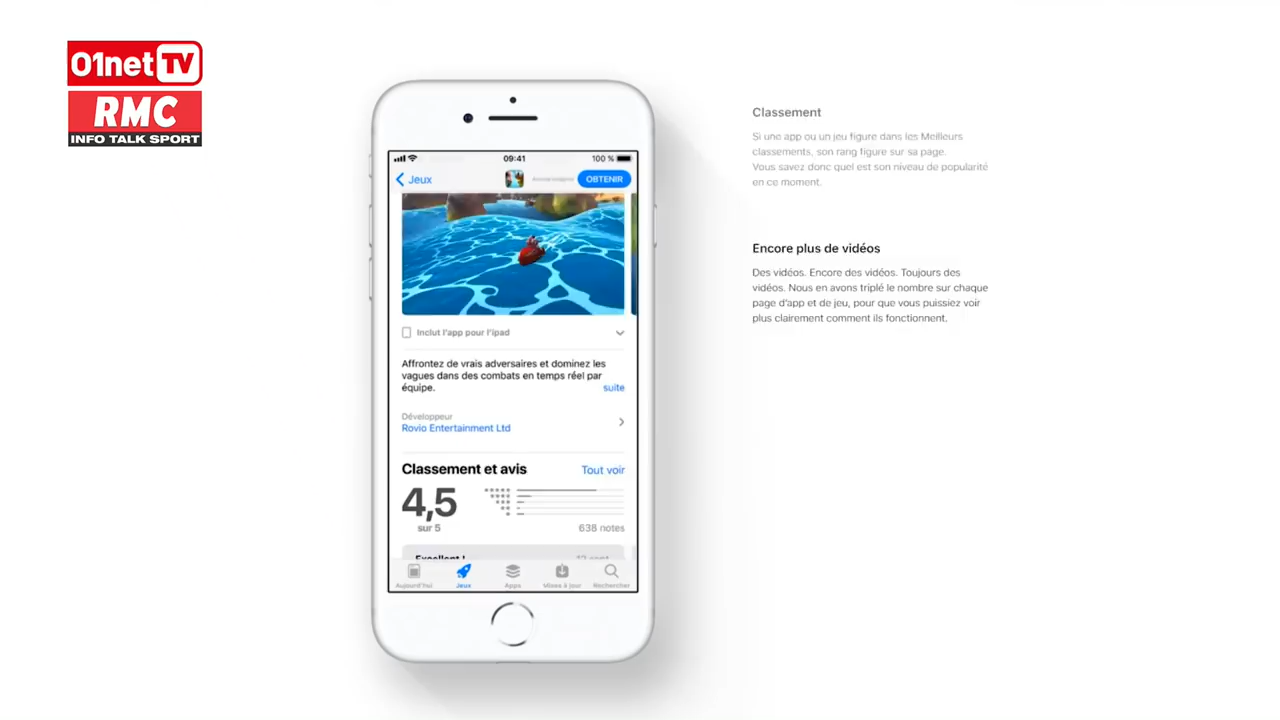 01net TV
RMC
INFO TALK SPORT
09:41
100 %
Jeux
OBTENIR
Inclut l'app pour l'ipad
Affrontez de vrais adversaires et dominez les
vagues dans des combats en temps réel par
équipe.
suite
Développeur
Rovio Entertainment Ltd
Classement et avis
Tout voir
4,5
sur 5
638 notes
Excellent !
12 sept.
Aujourd'hui
Jeux
Apps
Mises à jour
Rechercher
Classement
Si une app ou un jeu figure dans les Meilleurs
classements, son rang figure sur sa page.
Vous savez donc quel est son niveau de popularité
en ce moment.
Encore plus de vidéos
Des vidéos. Encore des vidéos. Toujours des
vidéos. Nous en avons triplé le nombre sur chaque
page d'app et de jeu, pour que vous puissiez voir
plus clairement comment ils fonctionnent.